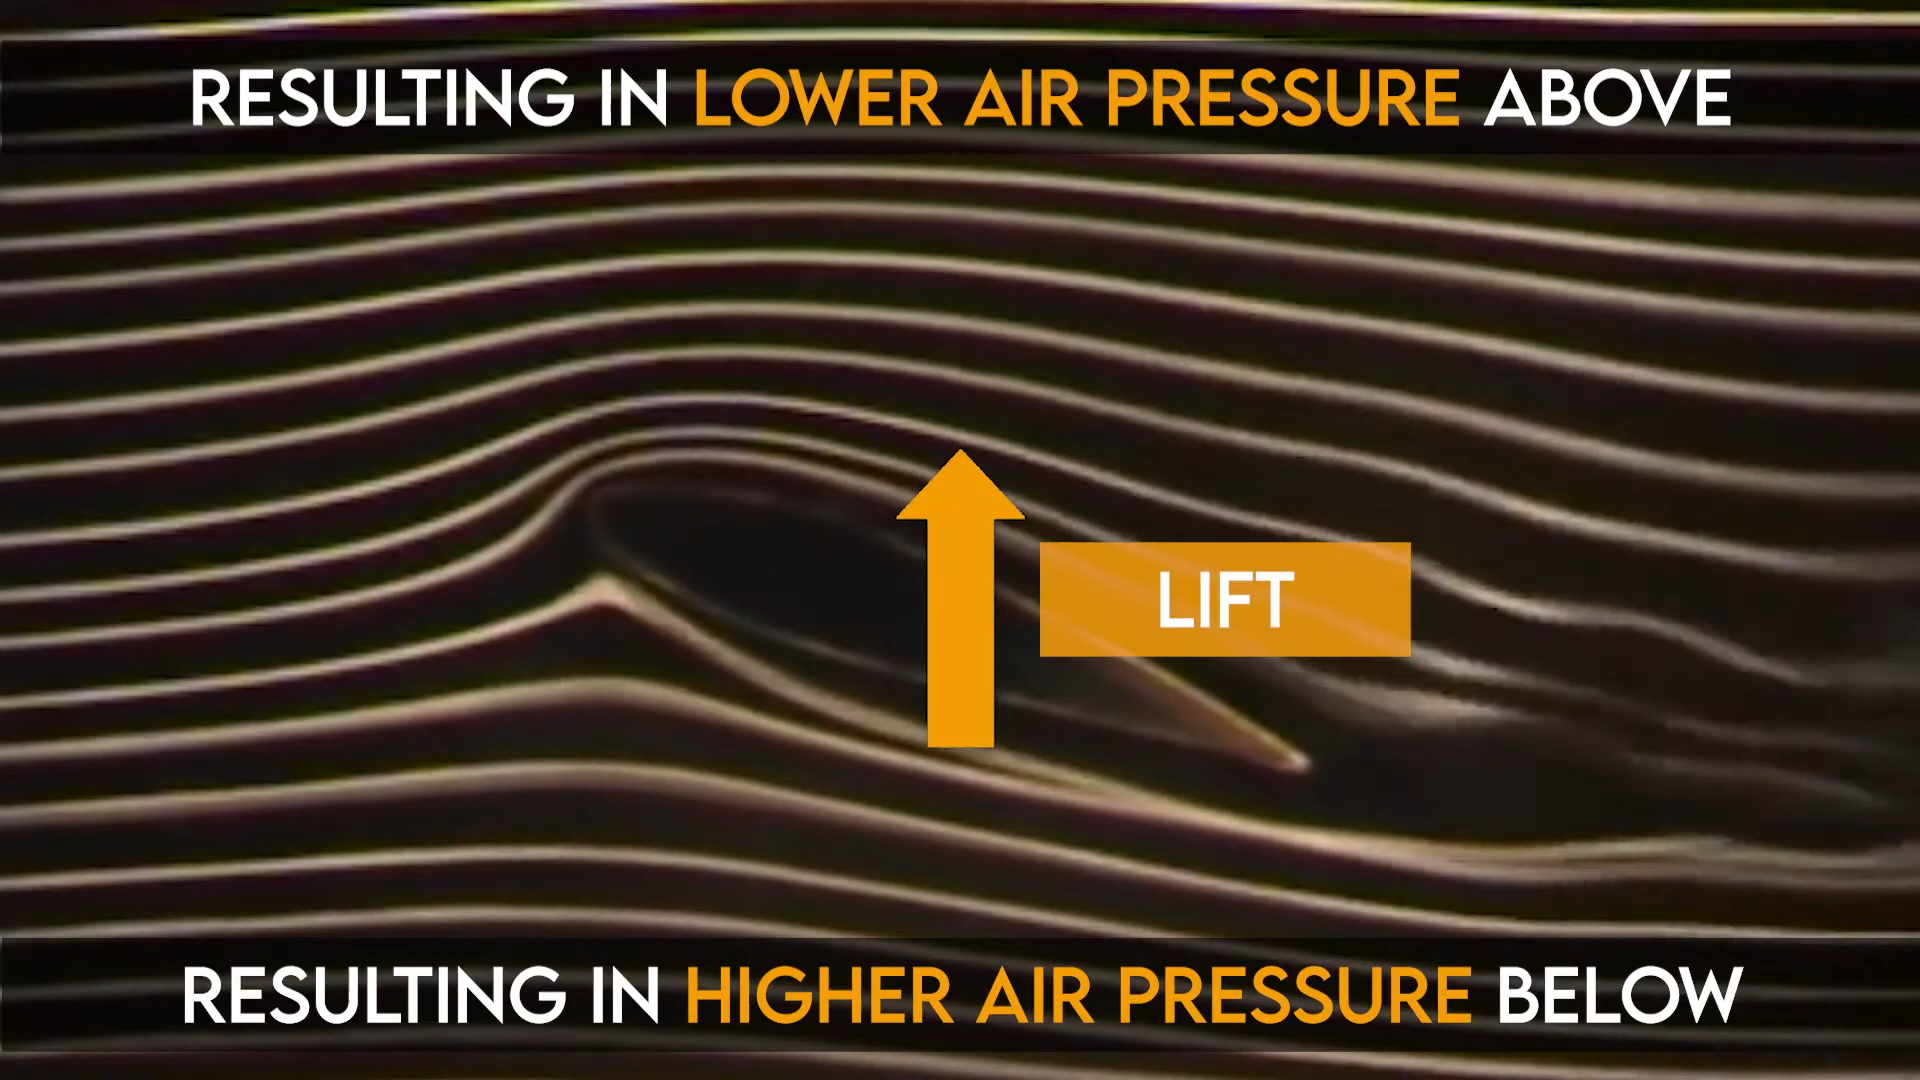 RESULTING IN LOWER AIR PRESSURE ABOVE
LIFT
RESULTING IN HIGHER AIR PRESSURE BELOW